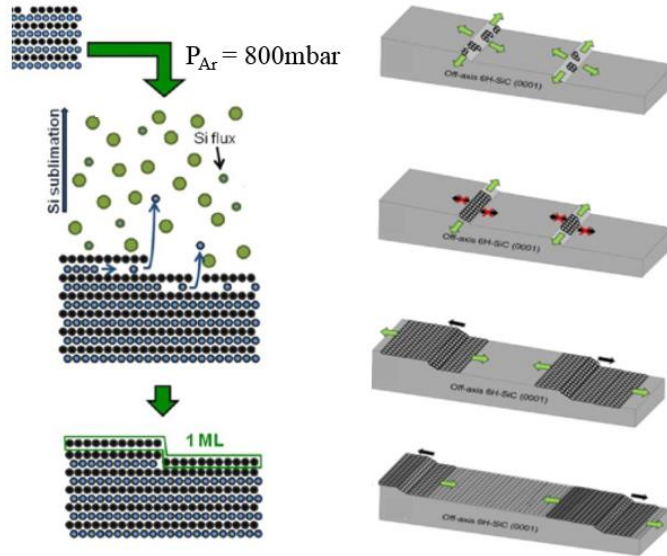 P_Ar = 800mbar
Si sublimation
Si flux
1 ML
Off-axis 6H-SiC (0001)
Off-axis 6H-SiC (0001)
Off-axis 6H-SiC (0001)
Off-axis 6H-SiC (0001)